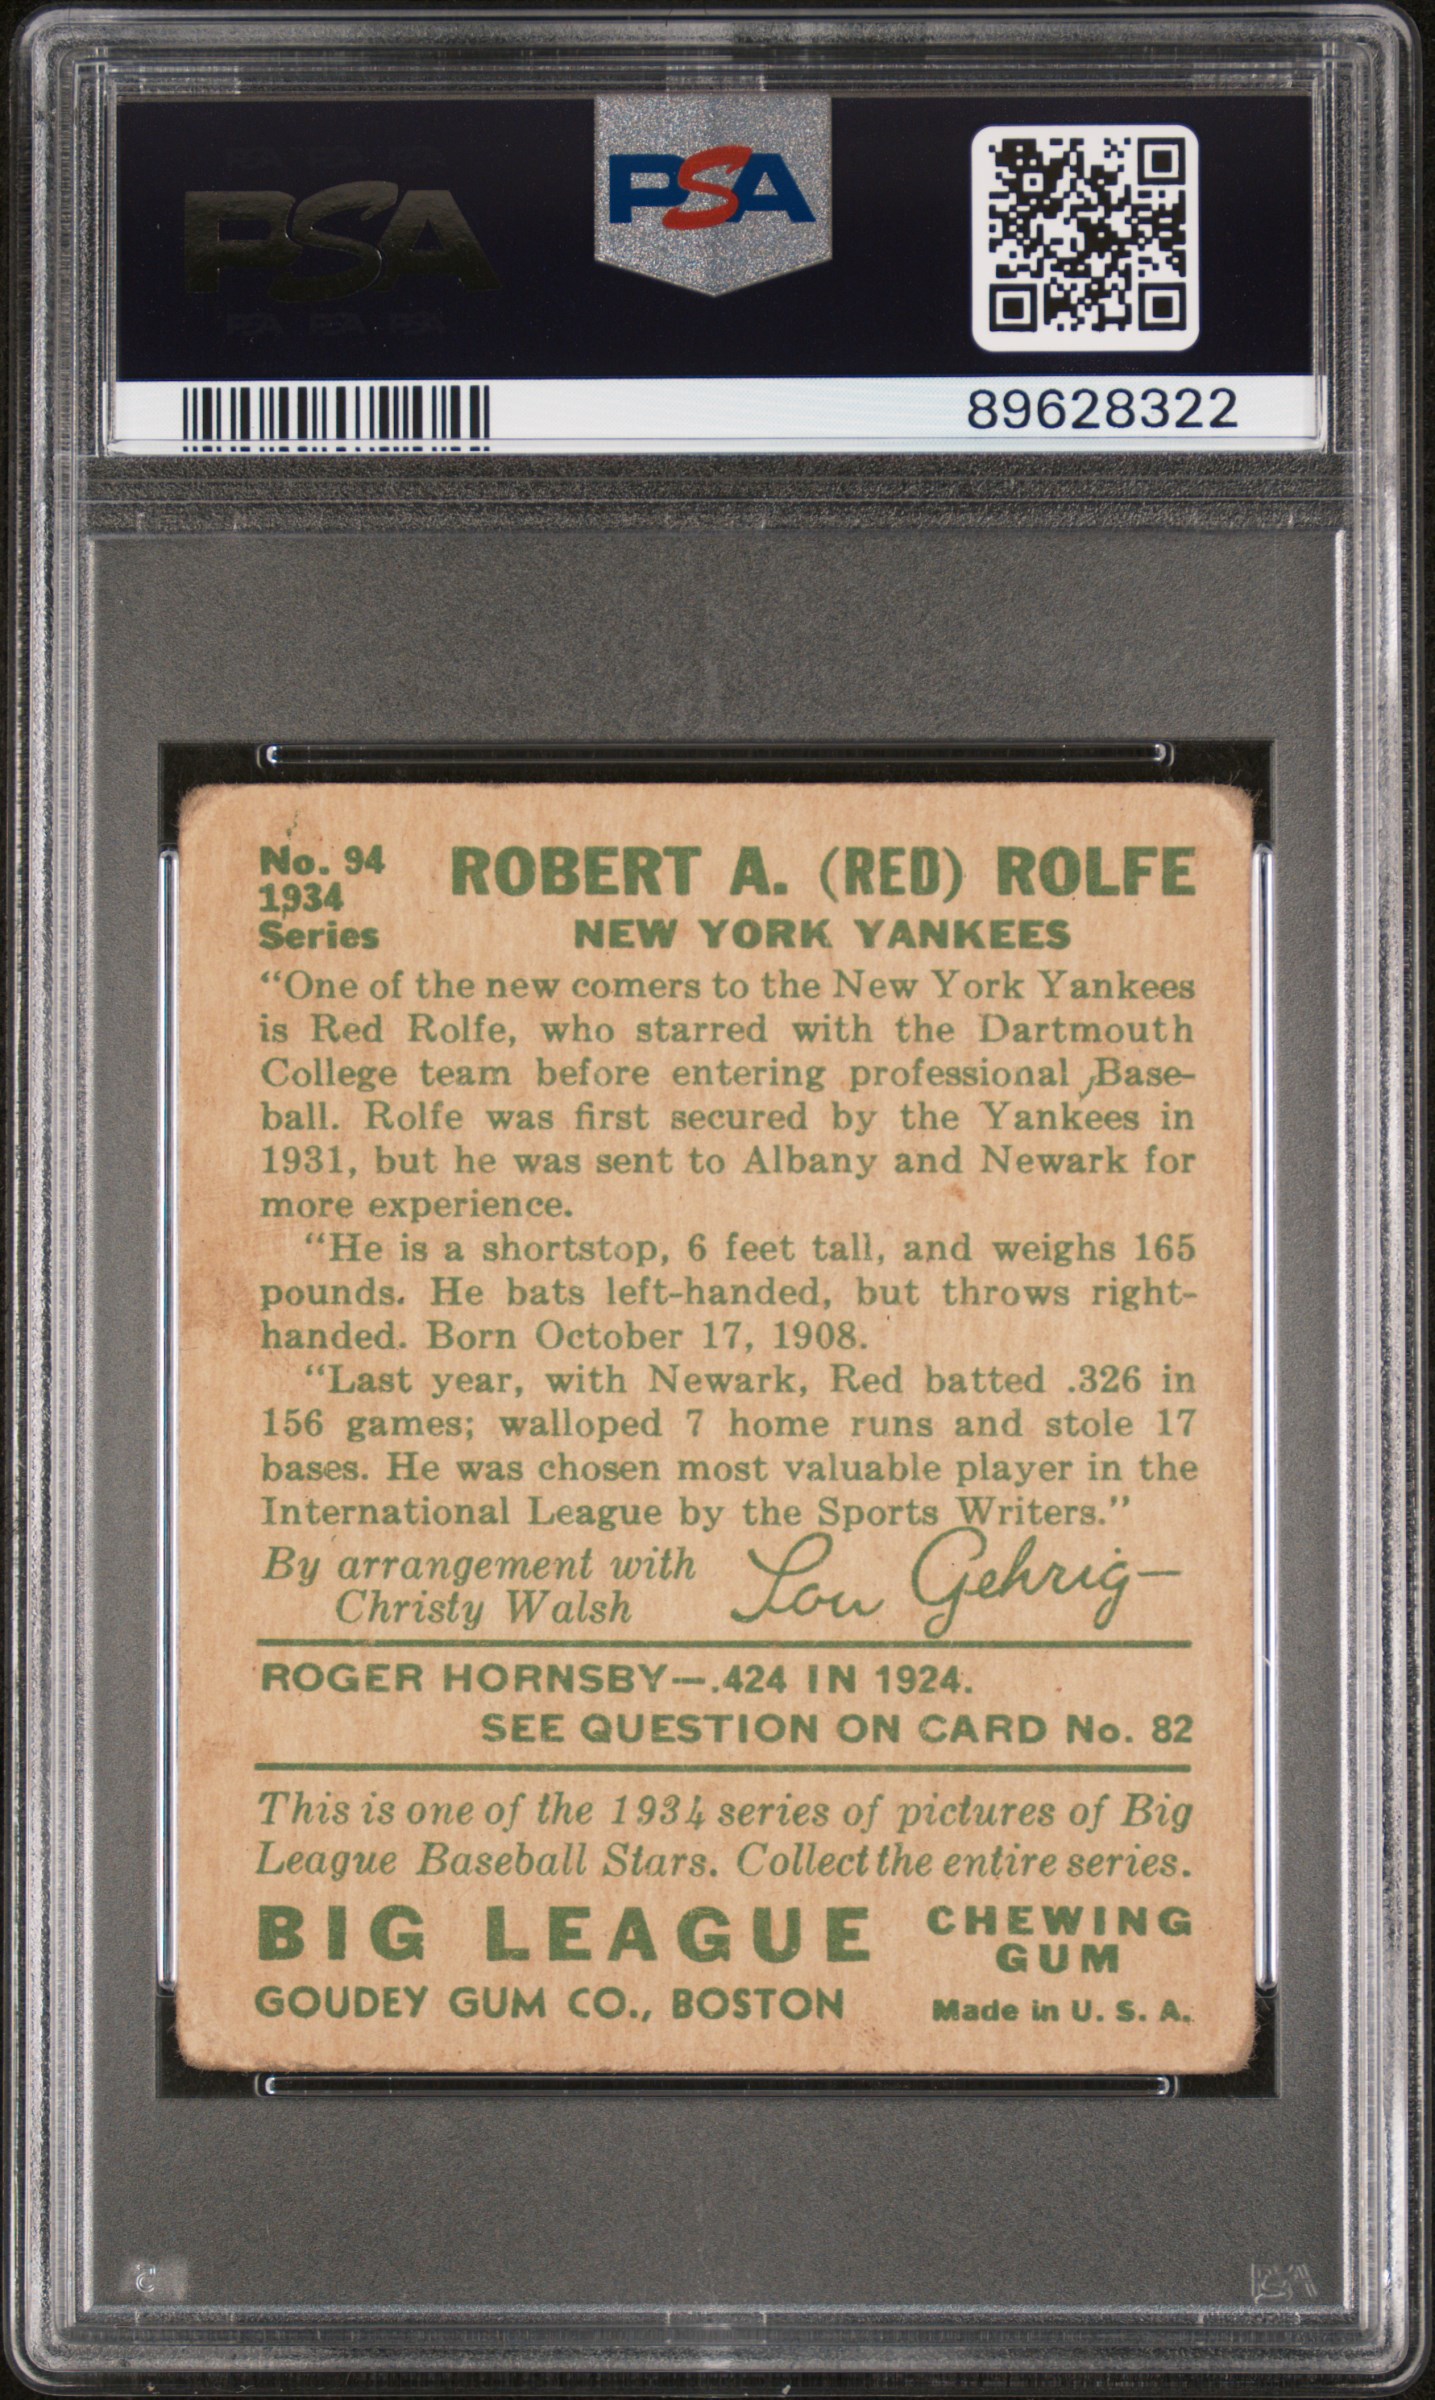 PSA
PSA
89628322
No. 94
1934
Series
ROBERT A. (RED) ROLFE
NEW YORK YANKEES
“One of the new comers to the New York Yankees
is Red Rolfe, who starred with the Dartmouth
College team before entering professional Base-
ball. Rolfe was first secured by the Yankees in
1931, but he was sent to Albany and Newark for
more experience.
“He is a shortstop, 6 feet tall, and weighs 165
pounds. He bats left-handed, but throws right-
handed. Born October 17, 1908.
“Last year, with Newark, Red batted .326 in
156 games; walloped 7 home runs and stole 17
bases. He was chosen most valuable player in the
International League by the Sports Writers.”
By arrangement with
Christy Walsh
Lou Gehrig
ROGER HORNSBY—.424 IN 1924.
SEE QUESTION ON CARD No. 82
This is one of the 1934 series of pictures of Big
League Baseball Stars. Collect the entire series.
BIG LEAGUE
CHEWING
GUM
GOUDEY GUM CO., BOSTON
Made in U. S. A.